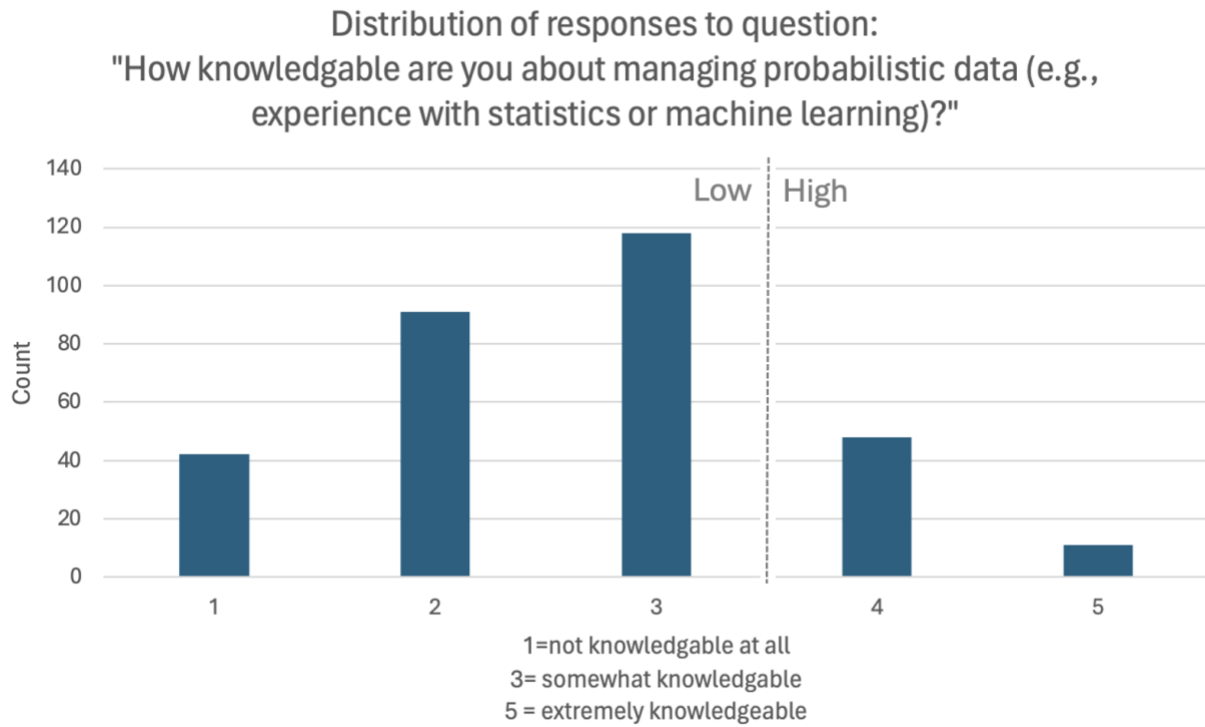 Distribution of responses to question:
"How knowledgable are you about managing probabilistic data (e.g.,
experience with statistics or machine learning)?"
140
Low
High
120
100
80
Count
60
40
20
0
1
2
3
4
5
1=not knowledgable at all
3= somewhat knowledgable
5 = extremely knowledgeable